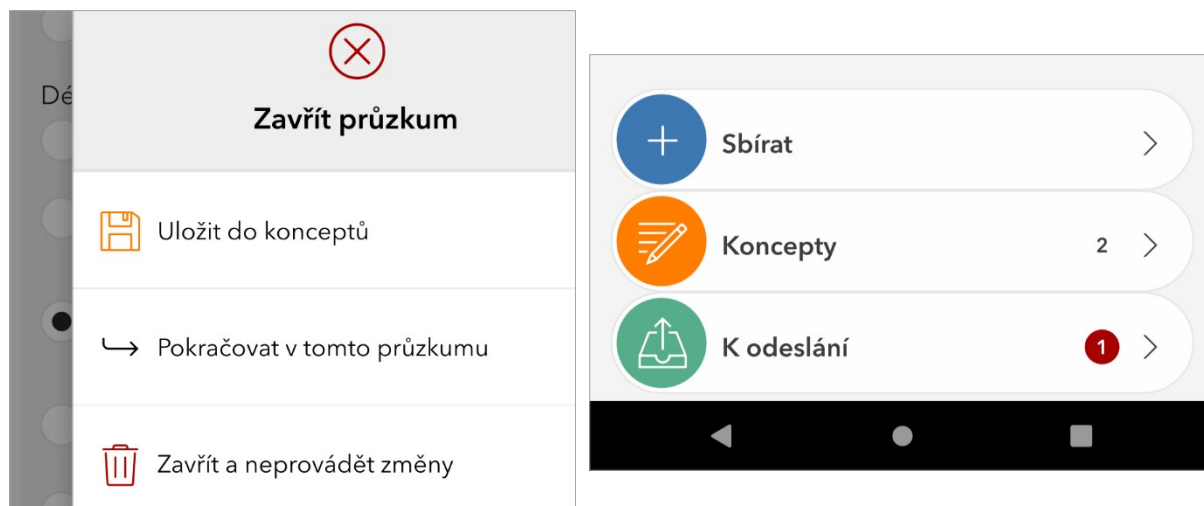 Dé
Zavřít průzkum
Uložit do konceptů
Pokračovat v tomto průzkumu
Zavřít a neprovádět změny
Sbírat
Koncepty 2
K odeslání 1